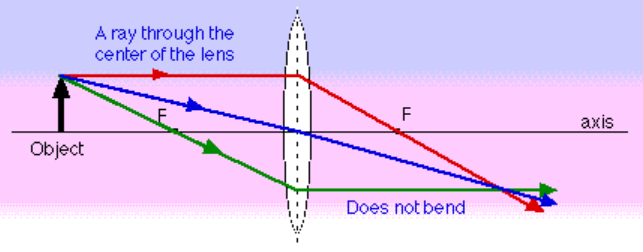 A ray through the
center of the lens
F
F
axis
Object
Does not bend